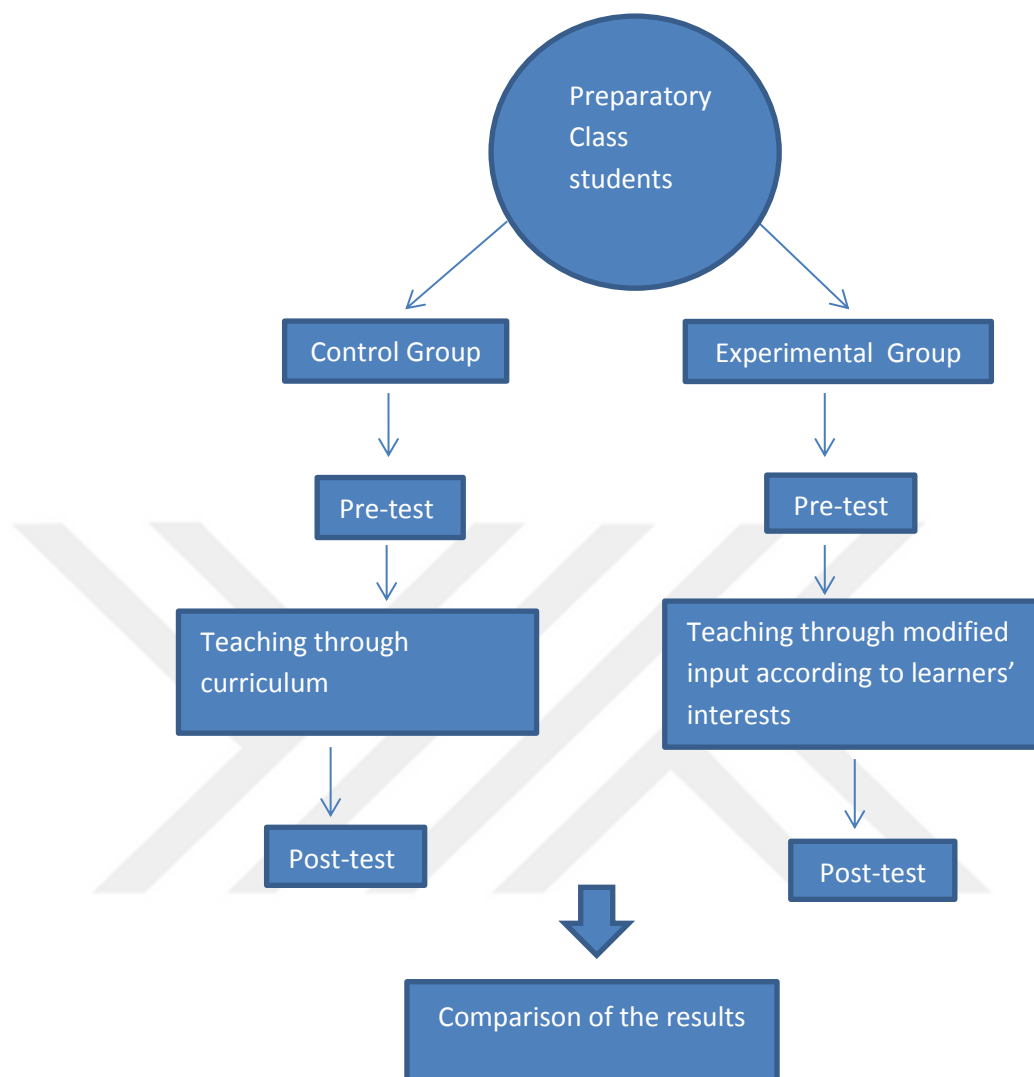 Preparatory
Class
students
Control Group
Experimental  Group
Pre-test
Pre-test
Teaching through
curriculum
Teaching through modified
input according to learners’
interests
Post-test
Post-test
Comparison of the results